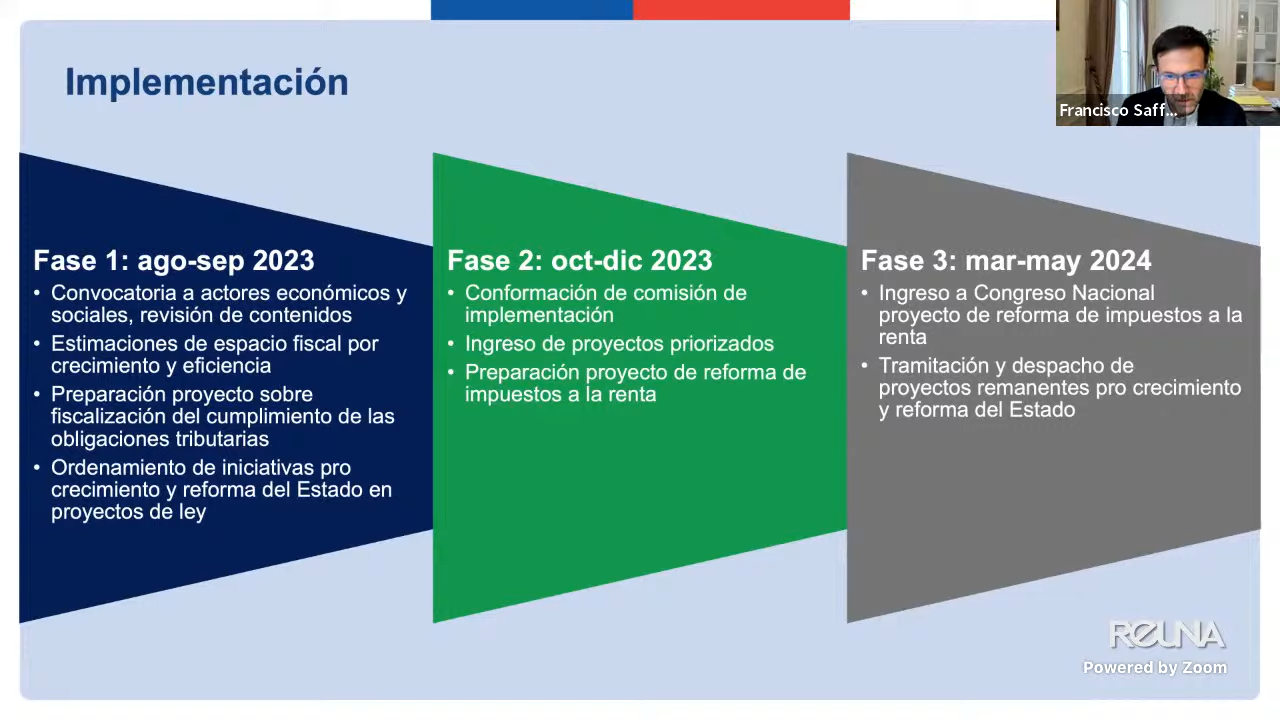 Implementación
Francisco Saff...
Fase 1: ago-sep 2023
• Convocatoria a actores económicos y
sociales, revisión de contenidos
• Estimaciones de espacio fiscal por
crecimiento y eficiencia
• Preparación proyecto sobre
fiscalización del cumplimiento de las
obligaciones tributarias
• Ordenamiento de iniciativas pro
crecimiento y reforma del Estado en
proyectos de ley
Fase 2: oct-dic 2023
• Conformación de comisión de
implementación
• Ingreso de proyectos priorizados
• Preparación proyecto de reforma de
impuestos a la renta
Fase 3: mar-may 2024
• Ingreso a Congreso Nacional
proyecto de reforma de impuestos a la
renta
• Tramitación y despacho de
proyectos remanentes pro crecimiento
y reforma del Estado
REUNA
Powered by Zoom